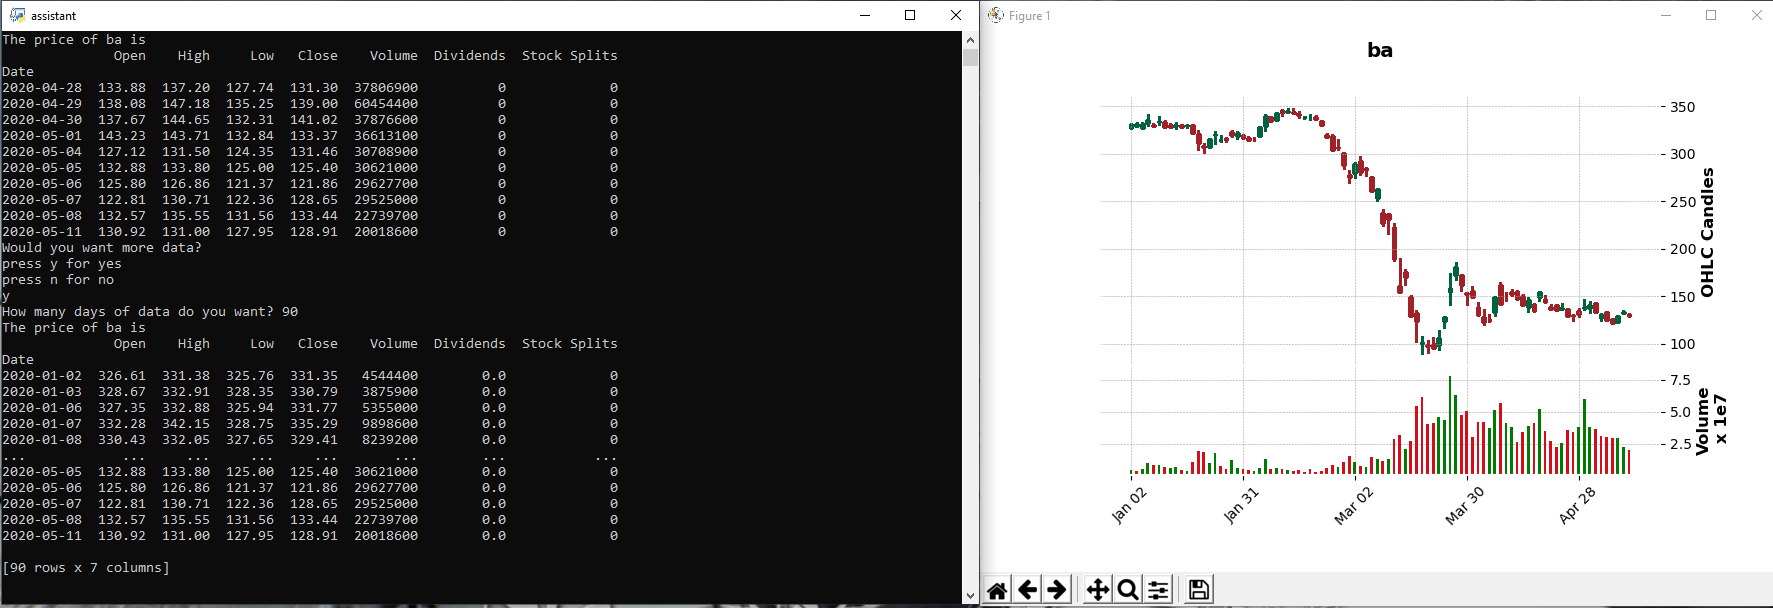 assistant
The price of ba is
Open High Low Close Volume Dividends Stock Splits
Date
2020-04-28 133.88 137.20 127.74 131.30 37806900 0 0
2020-04-29 138.08 147.18 135.25 139.00 60454400 0 0
2020-04-30 137.67 144.65 132.31 141.02 37876600 0 0
2020-05-01 143.23 143.71 132.84 133.37 36613100 0 0
2020-05-04 127.12 131.50 124.35 131.46 30708900 0 0
2020-05-05 132.88 133.80 125.00 125.40 30621000 0 0
2020-05-06 125.80 126.86 121.37 121.86 29627700 0 0
2020-05-07 122.81 130.71 122.36 128.65 29525000 0 0
2020-05-08 132.57 135.55 131.56 133.44 22739700 0 0
2020-05-11 130.92 131.00 127.95 128.91 20018600 0 0
Would you want more data?
press y for yes
press n for no
y
How many days of data do you want? 90
The price of ba is
Open High Low Close Volume Dividends Stock Splits
Date
2020-01-02 326.61 331.38 325.76 331.35 4544400 0.0 0
2020-01-03 328.67 332.91 328.35 330.79 3875900 0.0 0
2020-01-06 327.35 332.88 325.94 331.77 5355000 0.0 0
2020-01-07 332.28 342.15 328.75 335.29 9898600 0.0 0
2020-01-08 330.43 332.05 327.65 329.41 8239200 0.0 0
... ... ... ... ... ... ... ...
2020-05-05 132.88 133.80 125.00 125.40 30621000 0.0 0
2020-05-06 125.80 126.86 121.37 121.86 29627700 0.0 0
2020-05-07 122.81 130.71 122.36 128.65 29525000 0.0 0
2020-05-08 132.57 135.55 131.56 133.44 22739700 0.0 0
2020-05-11 130.92 131.00 127.95 128.91 20018600 0.0 0
[90 rows x 7 columns]
Figure 1
ba
350
300
250
200
150
100
OHLC Candles
7.5
5.0
2.5
Volume
x 1e7
Jan 02
Jan 31
Mar 02
Mar 30
Apr 28